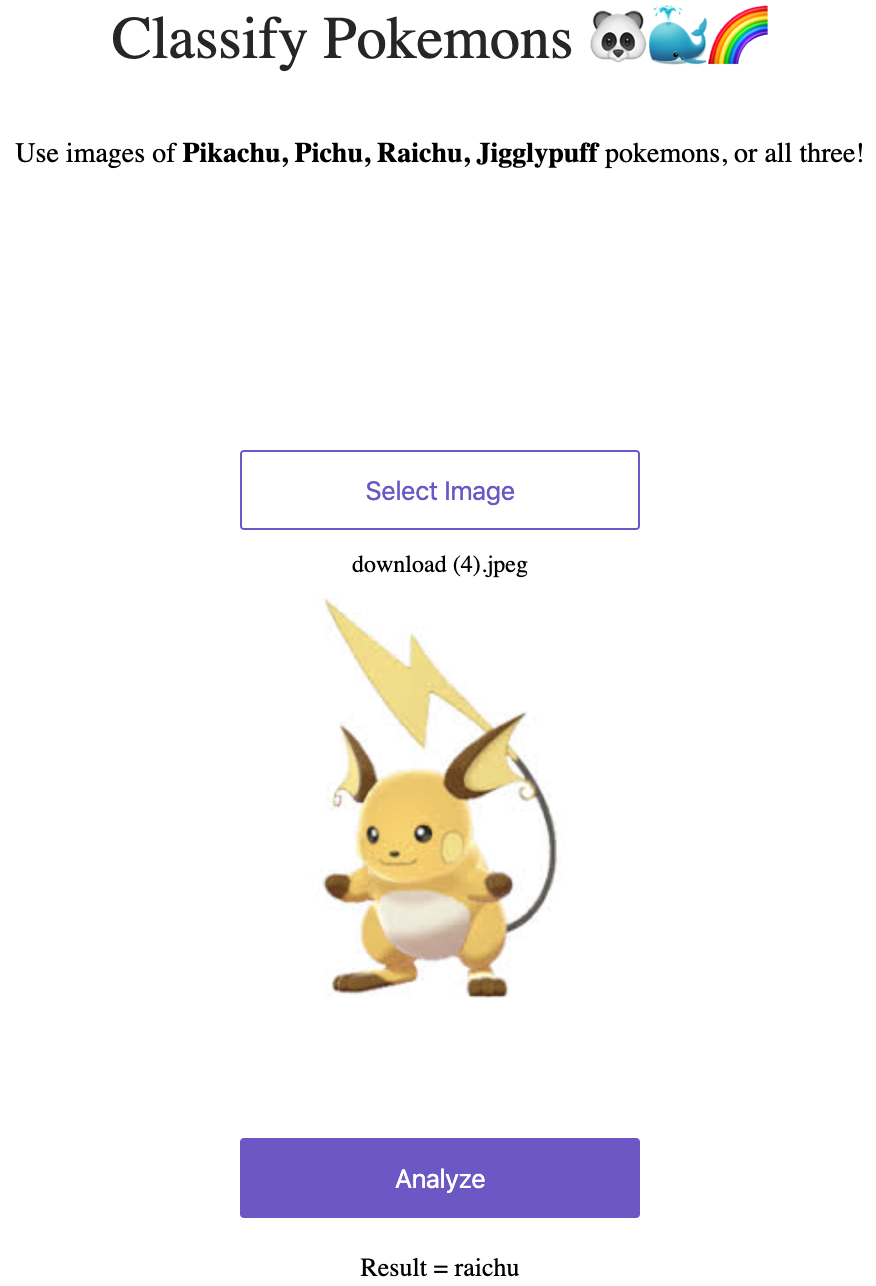 Classify Pokemons 🐼🐳🌈
Use images of Pikachu, Pichu, Raichu, Jigglypuff pokemons, or all three!
Select Image
download (4).jpeg
Analyze
Result = raichu